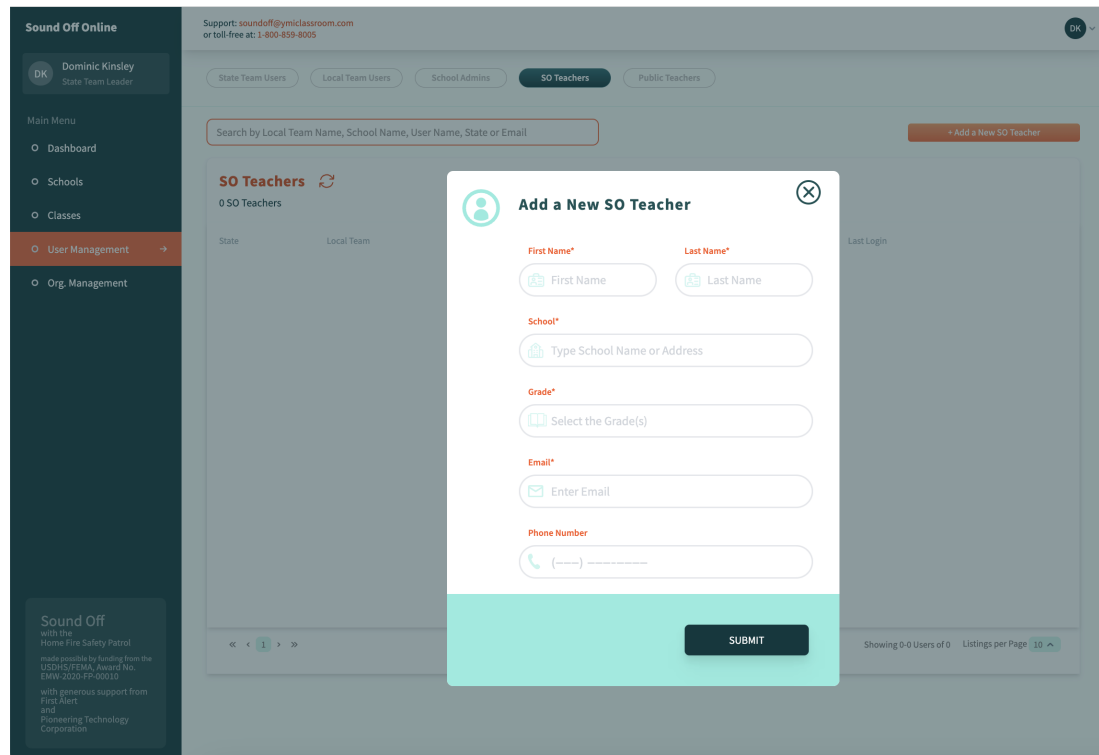 Sound Off Online
DK
Dominic Kinsley
State Team Leader
Main Menu
Dashboard
Schools
Classes
User Management
Org. Management
Sound Off
with the
Home Fire Safety Patrol
made possible by funding from the
USDHS/FEMA, Award No.
EMW-2020-FP-00010
with generous support from
First Alert
and
Pioneering Technology
Corporation
Support: soundoff@ymiclassroom.com
or toll-free at: 1-800-859-8005
DK
State Team Users
Local Team Users
School Admins
SO Teachers
Public Teachers
Search by Local Team Name, School Name, User Name, State or Email
+ Add a New SO Teacher
SO Teachers
0 SO Teachers
State
Local Team
Last Login
Add a New SO Teacher
First Name*
Last Name*
First Name
Last Name
School*
Type School Name or Address
Grade*
Select the Grade(s)
Email*
Enter Email
Phone Number
(___) ___-____
SUBMIT
« < 1 > »
Showing 0-0 Users of 0
Listings per Page 10